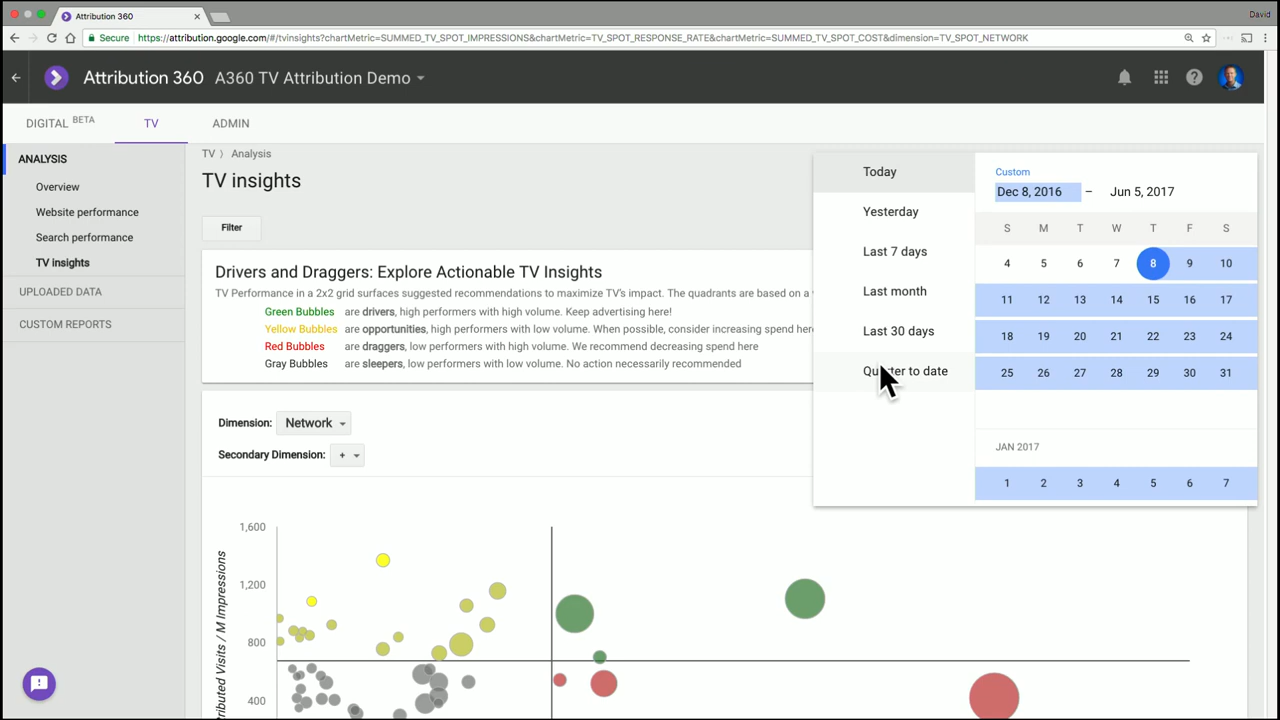 Attribution 360
David
Secure https://attribution.google.com/#/tvinsights?chartMetric=SUMMED_TV_SPOT_IMPRESSIONS&chartMetric=TV_SPOT_RESPONSE_RATE&chartMetric=SUMMED_TV_SPOT_COST&dimension=TV_SPOT_NETWORK
Attribution 360 A360 TV Attribution Demo
DIGITAL BETA TV ADMIN
ANALYSIS
Overview
Website performance
Search performance
TV insights
UPLOADED DATA
CUSTOM REPORTS
TV Analysis
TV insights
Filter
Drivers and Draggers: Explore Actionable TV Insights
TV Performance in a 2x2 grid surfaces suggested recommendations to maximize TV's impact. The quadrants are based on a
Green Bubbles are drivers, high performers with high volume. Keep advertising here!
Yellow Bubbles are opportunities, high performers with low volume. When possible, consider increasing spend here
Red Bubbles are draggers, low performers with high volume. We recommend decreasing spend here
Gray Bubbles are sleepers, low performers with low volume. No action necessarily recommended
Dimension: Network
Secondary Dimension: +
Today
Yesterday
Last 7 days
Last month
Last 30 days
to date
Custom
Dec 8, 2016 – Jun 5, 2017
S M T W T F S
4 5 6 7 8 9 10
11 12 13 14 15 16 17
18 19 20 21 22 23 24
25 26 27 28 29 30 31
JAN 2017
1 2 3 4 5 6 7
1,600
1,200
800
400
Visits / M Impressions